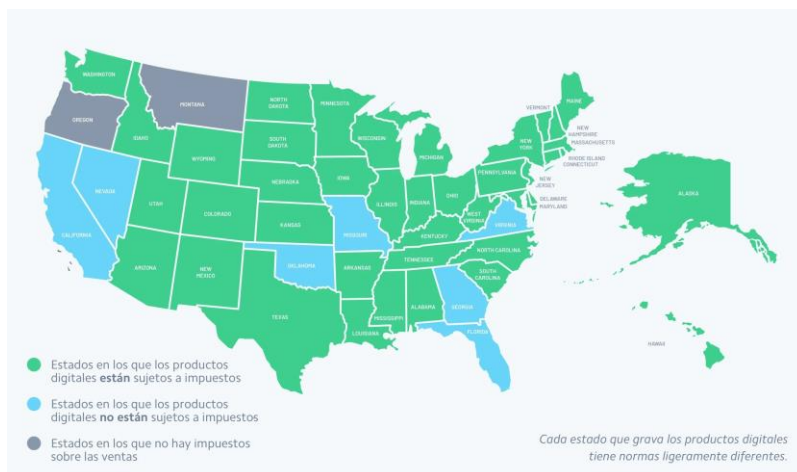 WASHINGTON
MONTANA
NORTH
DAKOTA
MINNESOTA
MAINE
VERMONT
OREGON
IDAHO
WYOMING
SOUTH
DAKOTA
WISCONSIN
MICHIGAN
NEW
YORK
NEW
HAMPSHIRE
MASSACHUSETTS
RHODE ISLAND
CONNECTICUT
NEVADA
UTAH
COLORADO
NEBRASKA
IOWA
ILLINOIS
INDIANA
OHIO
PENNSYLVANIA
NEW
JERSEY
DELAWARE
MARYLAND
ALASKA
CALIFORNIA
KANSAS
MISSOURI
KENTUCKY
WEST
VIRGINIA
VIRGINIA
ARIZONA
NEW
MEXICO
OKLAHOMA
ARKANSAS
TENNESSEE
NORTH CAROLINA
SOUTH
CAROLINA
TEXAS
LOUISIANA
MISSISSIPPI
ALABAMA
GEORGIA
FLORIDA
HAWAII
Estados en los que los productos
digitales están sujetos a impuestos
Estados en los que los productos
digitales no están sujetos a impuestos
Estados en los que no hay impuestos
sobre las ventas
Cada estado que grava los productos digitales
tiene normas ligeramente diferentes.